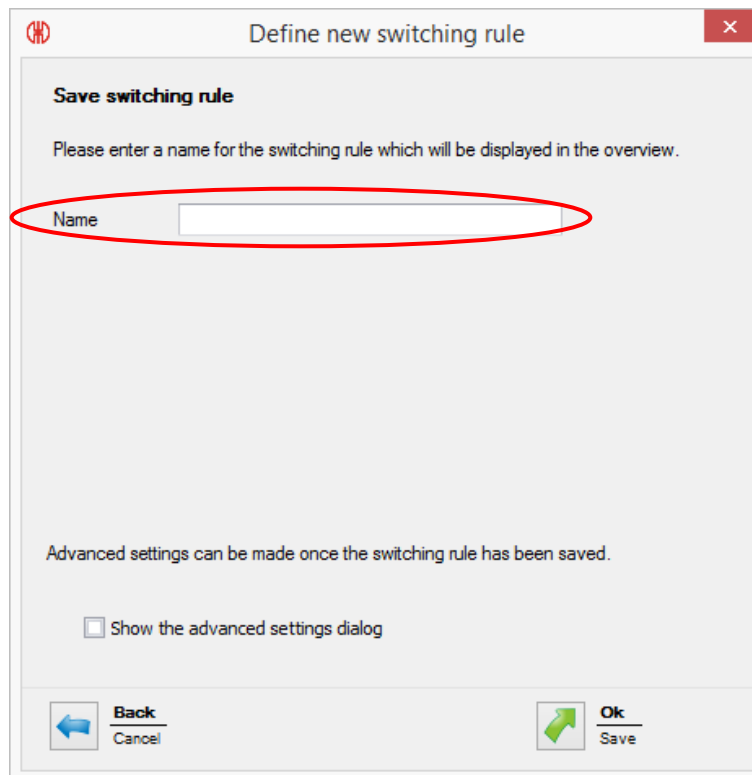 Define new switching rule
Save switching rule
Please enter a name for the switching rule which will be displayed in the overview.
Name
Advanced settings can be made once the switching rule has been saved.
Show the advanced settings dialog
Back
Cancel
Ok
Save